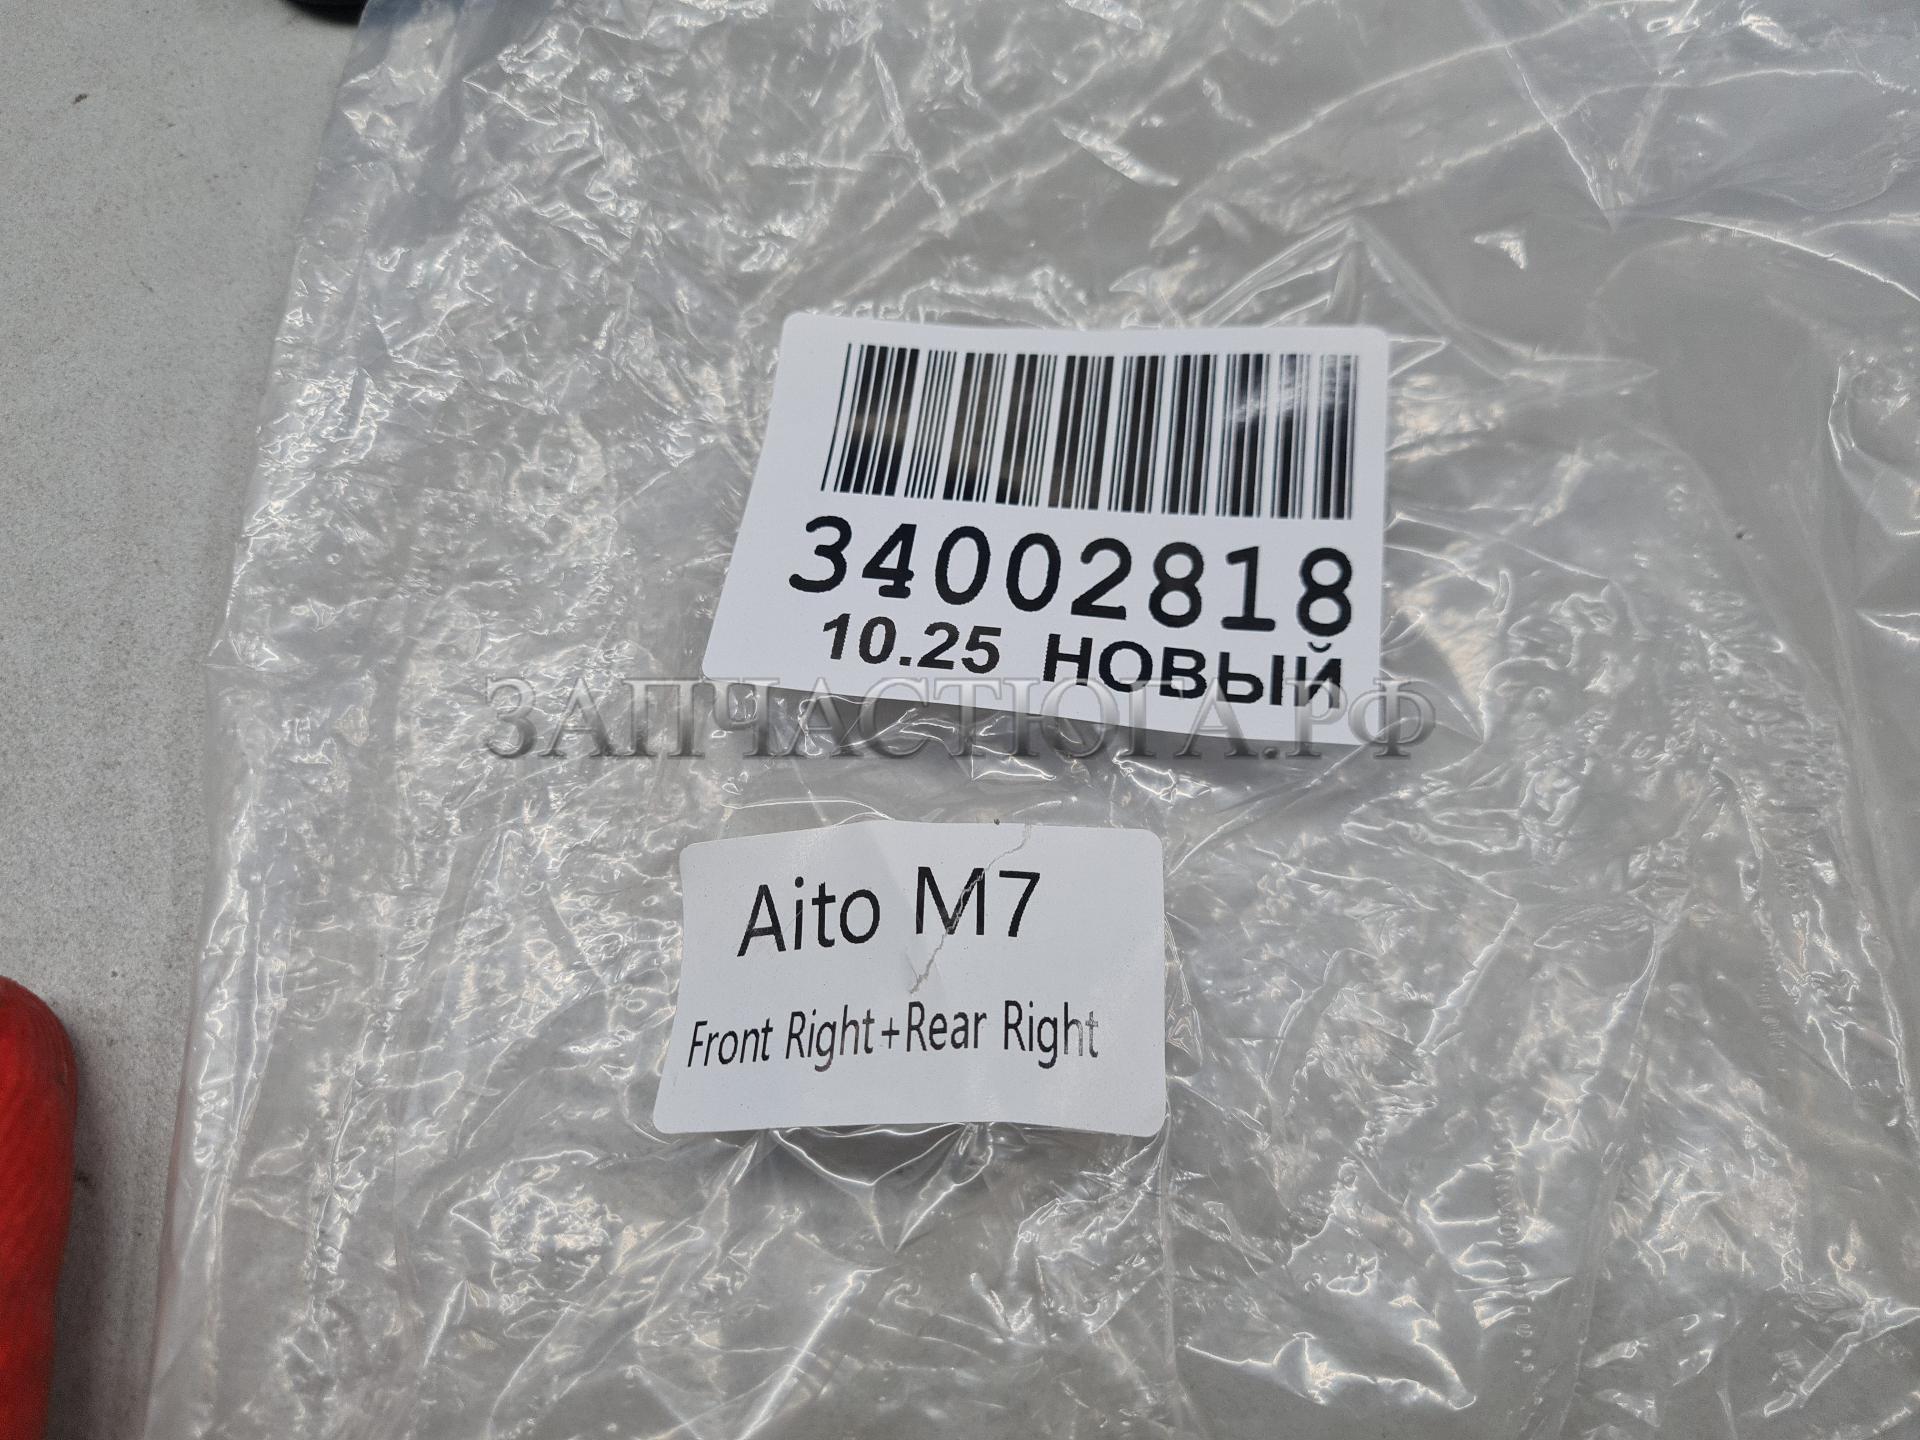 34002818
10.25 НОВЫЙ
ЗАПЧАСТЮГА.РФ
Aito M7
Front Right+Rear Right